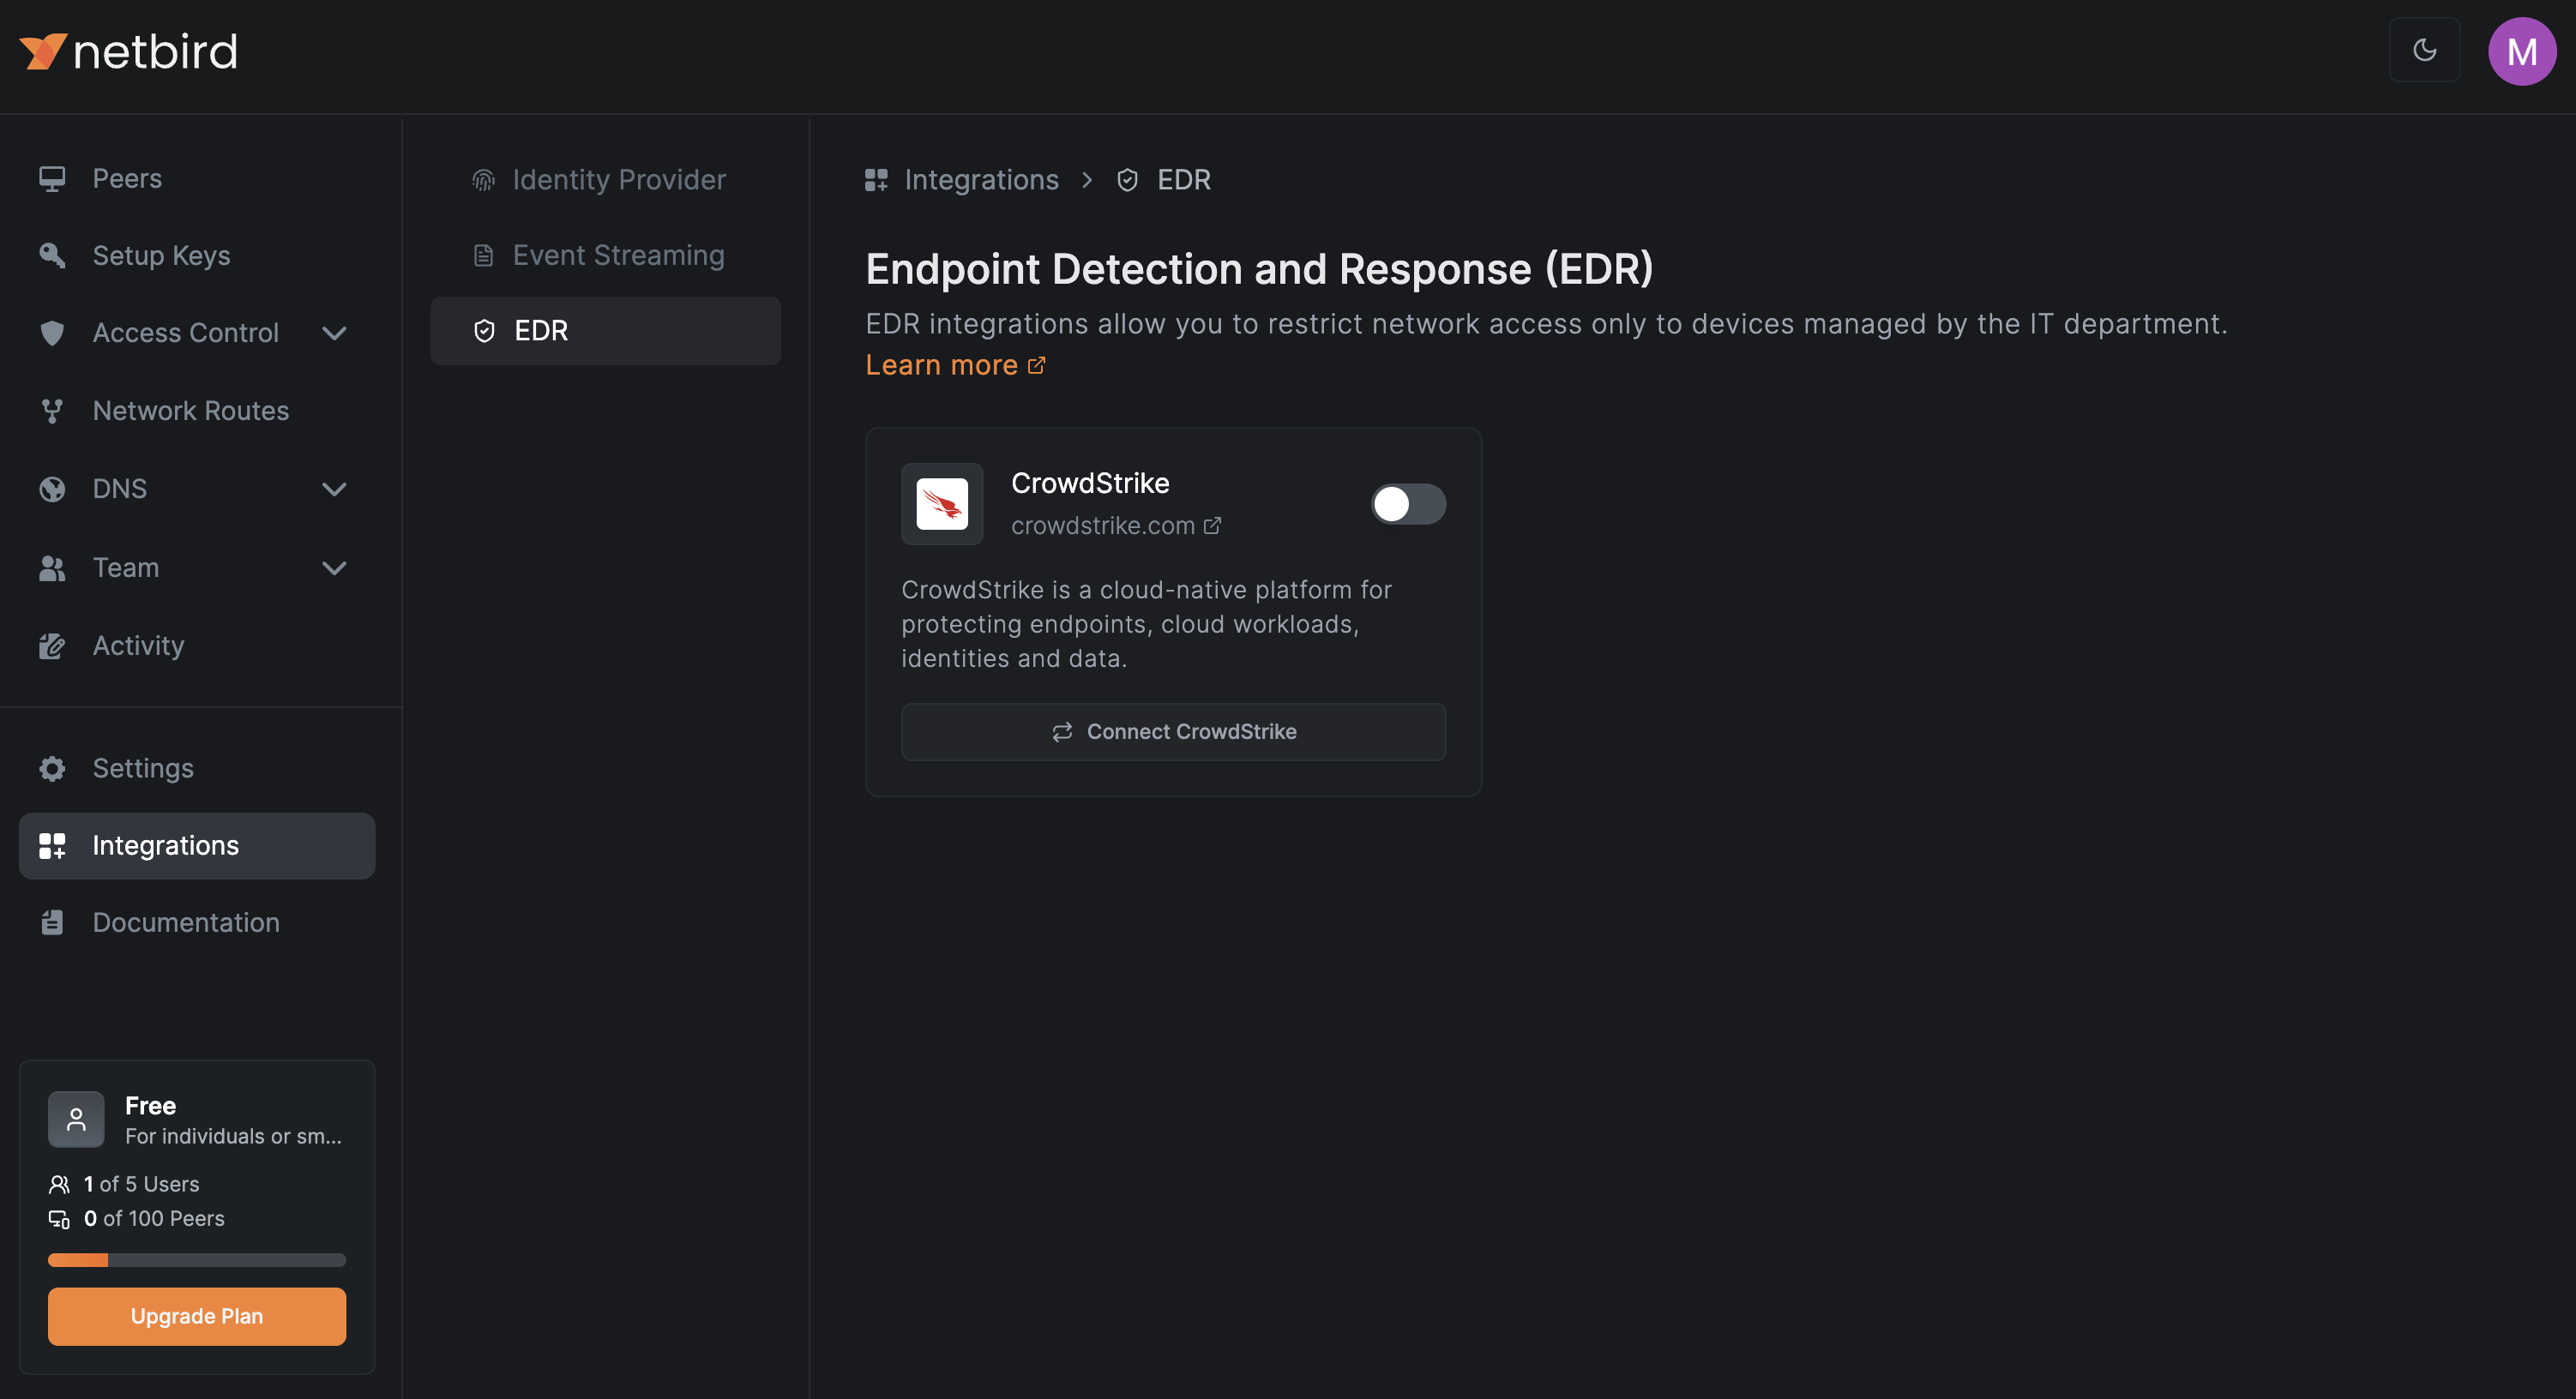 netbird
M
Peers
Setup Keys
Access Control
Network Routes
DNS
Team
Activity
Settings
Integrations
Documentation
Free
For individuals or sm...
1 of 5 Users
0 of 100 Peers
Upgrade Plan
Identity Provider
Event Streaming
EDR
Integrations > EDR
Endpoint Detection and Response (EDR)
EDR integrations allow you to restrict network access only to devices managed by the IT department.
Learn more
CrowdStrike
crowdstrike.com
CrowdStrike is a cloud-native platform for
protecting endpoints, cloud workloads,
identities and data.
Connect CrowdStrike